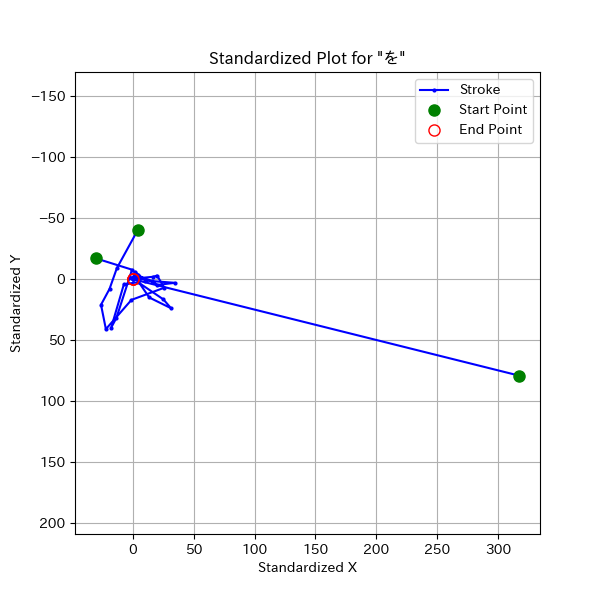 Standardized Plot for "を"
Stroke
Start Point
End Point
−150
−100
−50
0
50
100
150
200
Standardized Y
0 50 100 150 200 250 300
Standardized X